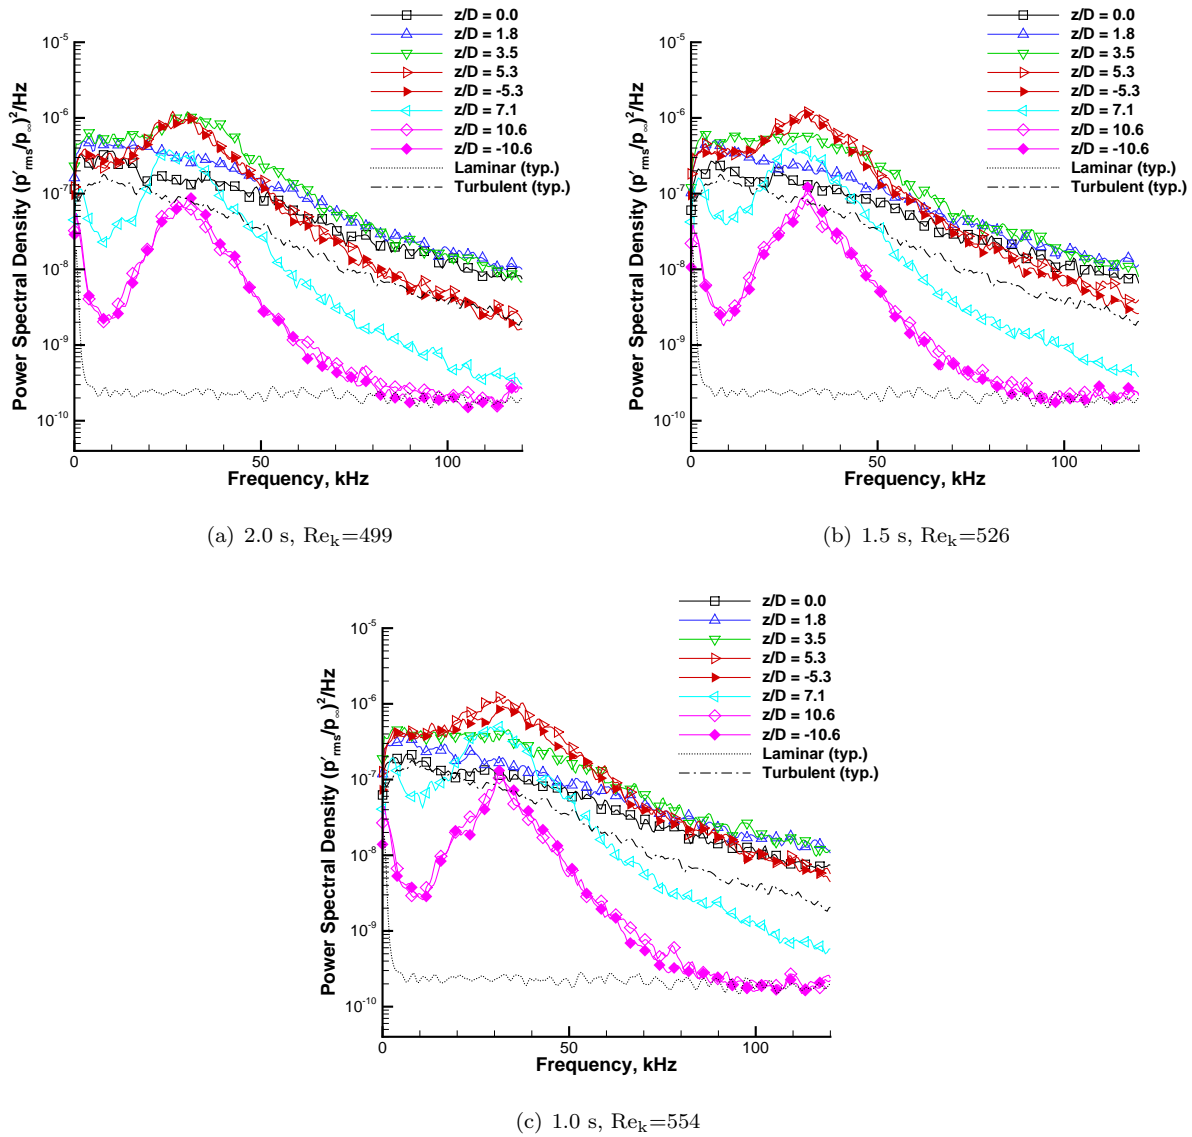 z/D = 0.0
z/D = 1.8
z/D = 3.5
z/D = 5.3
z/D = -5.3
z/D = 7.1
z/D = 10.6
z/D = -10.6
Laminar (typ.)
Turbulent (typ.)
10⁻⁵
10⁻⁶
10⁻⁷
10⁻⁸
10⁻⁹
10⁻¹⁰
Power Spectral Density (p'rms/p∞)²/Hz
0
50
100
Frequency, kHz
(a) 2.0 s, Reₖ=499
z/D = 0.0
z/D = 1.8
z/D = 3.5
z/D = 5.3
z/D = -5.3
z/D = 7.1
z/D = 10.6
z/D = -10.6
Laminar (typ.)
Turbulent (typ.)
10⁻⁵
10⁻⁶
10⁻⁷
10⁻⁸
10⁻⁹
10⁻¹⁰
Power Spectral Density (p'rms/p∞)²/Hz
0
50
100
Frequency, kHz
(b) 1.5 s, Reₖ=526
z/D = 0.0
z/D = 1.8
z/D = 3.5
z/D = 5.3
z/D = -5.3
z/D = 7.1
z/D = 10.6
z/D = -10.6
Laminar (typ.)
Turbulent (typ.)
10⁻⁵
10⁻⁶
10⁻⁷
10⁻⁸
10⁻⁹
10⁻¹⁰
Power Spectral Density (p'rms/p∞)²/Hz
0
50
100
Frequency, kHz
(c) 1.0 s, Reₖ=554